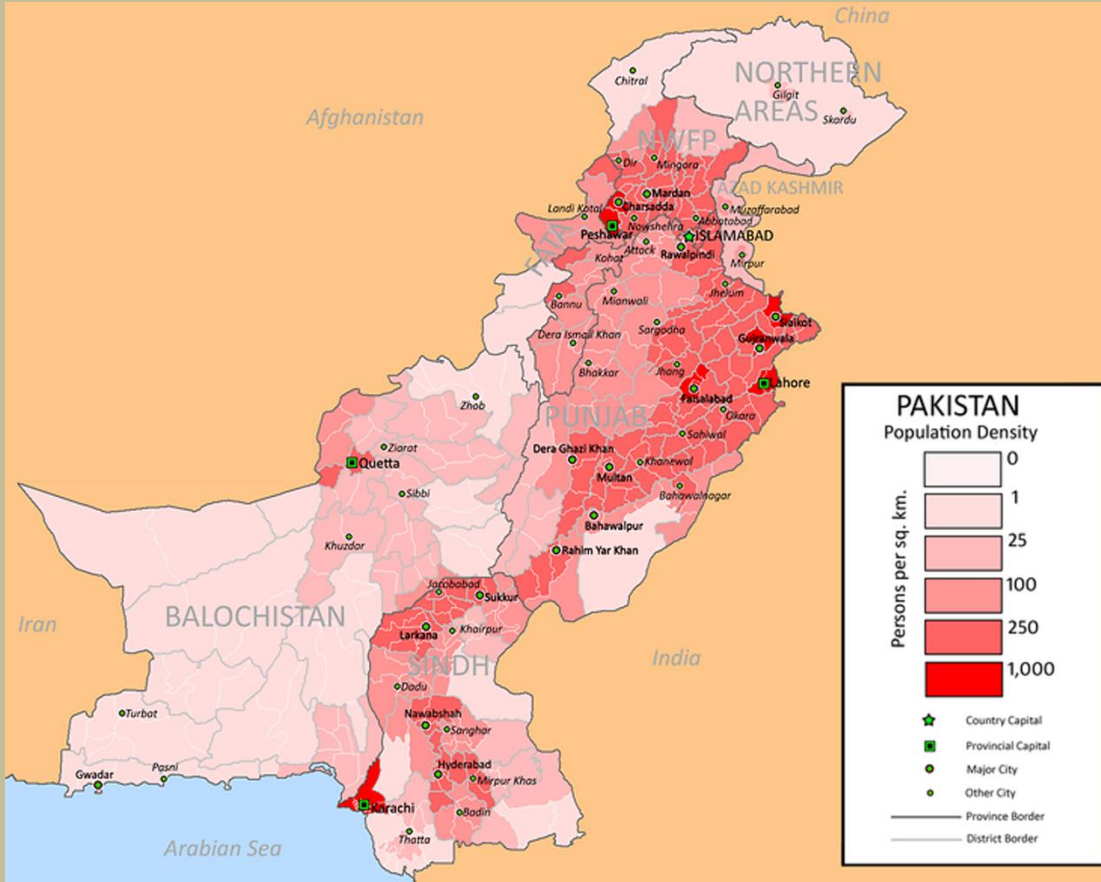 China
NORTHERN
AREAS
Chitral
Gilgit
Skardu
Afghanistan
NWFP
Dir
Mingora
AZAD KASHMIR
Mardan
Charsadda
Landi Kotal
Muzaffarabad
Abbotabad
Nowshehra
Peshawar
ISLAMABAD
FATA
Attock
Rawalpindi
Kohat
Mirpur
Jhelum
Bannu
Mianwali
Sialkot
Sargodha
Dera Ismail Khan
Gujranwala
Bhakkar
Jhang
Lahore
Faisalabad
Zhob
Okara
PUNJAB
Sahiwal
Ziarat
Dera Ghazi Khan
Quetta
Khanewal
Multan
Sibbi
Bahawalnagar
Bahawalpur
Khuzdar
Rahim Yar Khan
Jacobabad
Sukkur
BALOCHISTAN
Iran
Larkana
Khairpur
India
SINDH
Dadu
Turbat
Nawabshah
Sanghar
Gwadar
Pasni
Hyderabad
Mirpur Khas
Karachi
Badin
Thatta
Arabian Sea
PAKISTAN
Population Density
Persons per sq. km.
0
1
25
100
250
1,000
Country Capital
Provincial Capital
Major City
Other City
Province Border
District Border